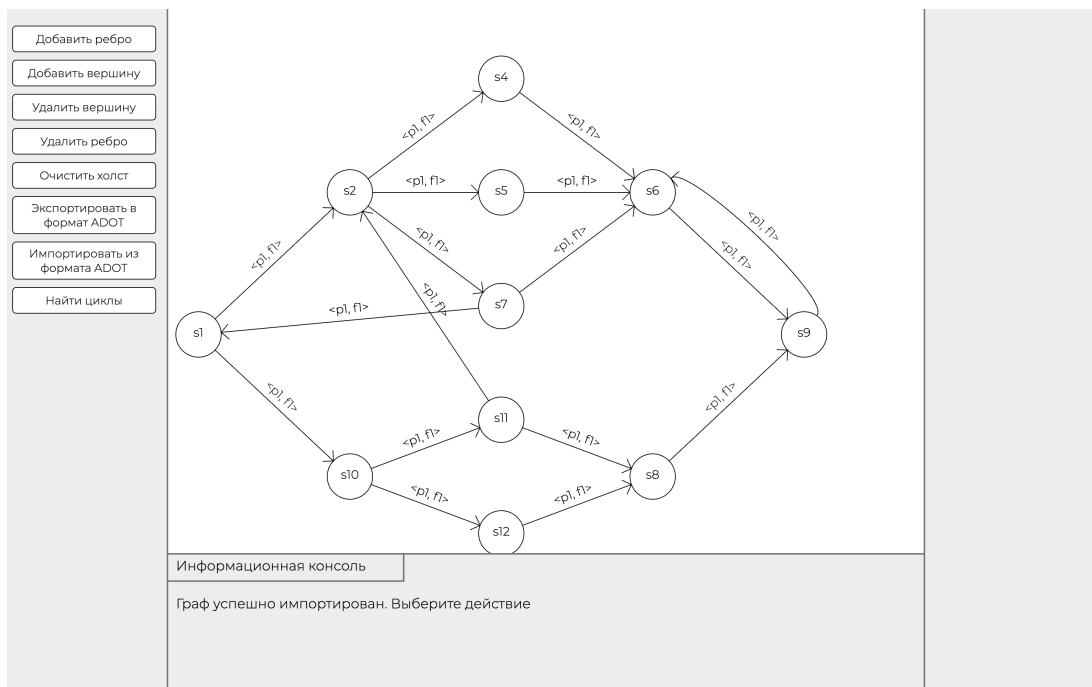 Добавить ребро
Добавить вершину
Удалить вершину
Удалить ребро
Очистить холст
Экспортировать в
формат ADOT
Импортировать из
формата ADOT
Найти циклы
s4
<p1, f1>
<p1, f1>
s2
<p1, f1>
s5
<p1, f1>
s6
<p1, f1>
<p1, f1>
<p1, f1>
<p1, f1>
<p1, f1>
<p1, f1>
s7
<p1, f1>
s1
s9
<p1, f1>
<p1, f1>
s11
<p1, f1>
<p1, f1>
s10
s8
<p1, f1>
<p1, f1>
s12
Информационная консоль
Граф успешно импортирован. Выберите действие